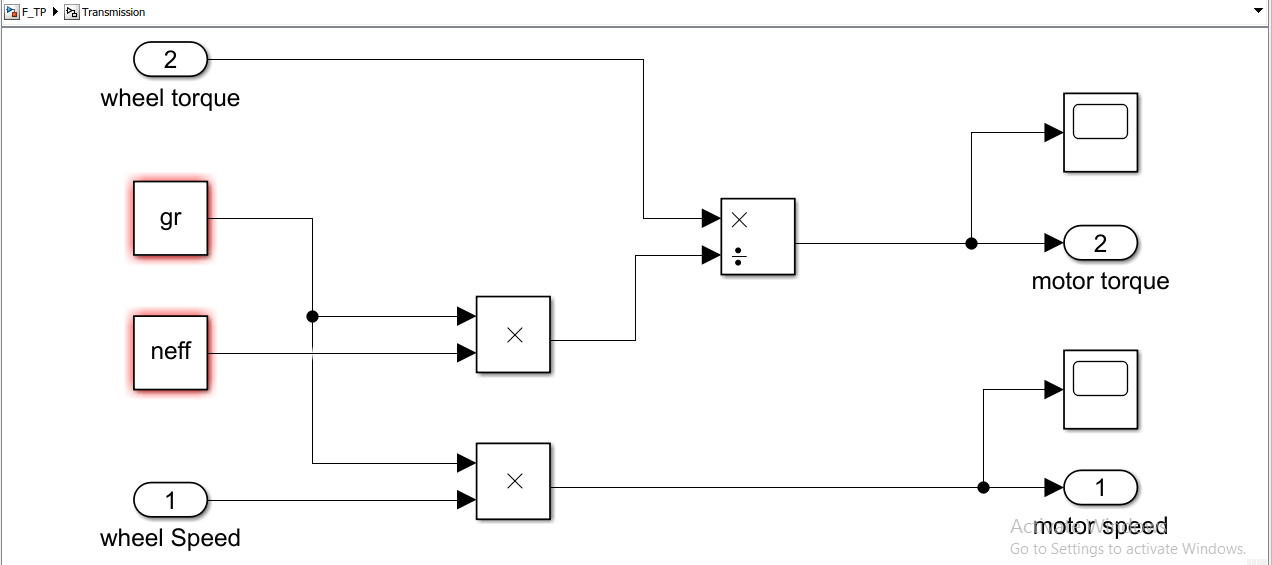 F_TP Transmission
2
wheel torque
gr
neff
1
wheel Speed
×
×
×
÷
2
motor torque
1
motor speed
Activate Windows
Go to Settings to activate Windows.